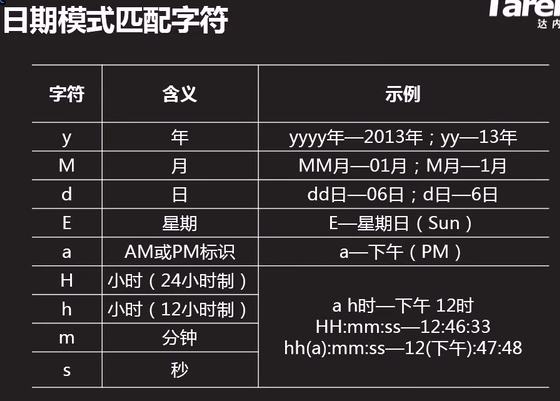 日期模式匹配字符
Taren
达内
字符 含义 示例
y 年 yyyy年—2013年；yy—13年
M 月 MM月—01月；M月—1月
d 日 dd日—06日；d日—6日
E 星期 E—星期日（Sun）
a AM或PM标识 a—下午（PM）
H 小时（24小时制）
h 小时（12小时制）
m 分钟
s 秒
a h时—下午 12时
HH:mm:ss—12:46:33
hh(a):mm:ss—12(下午):47:48